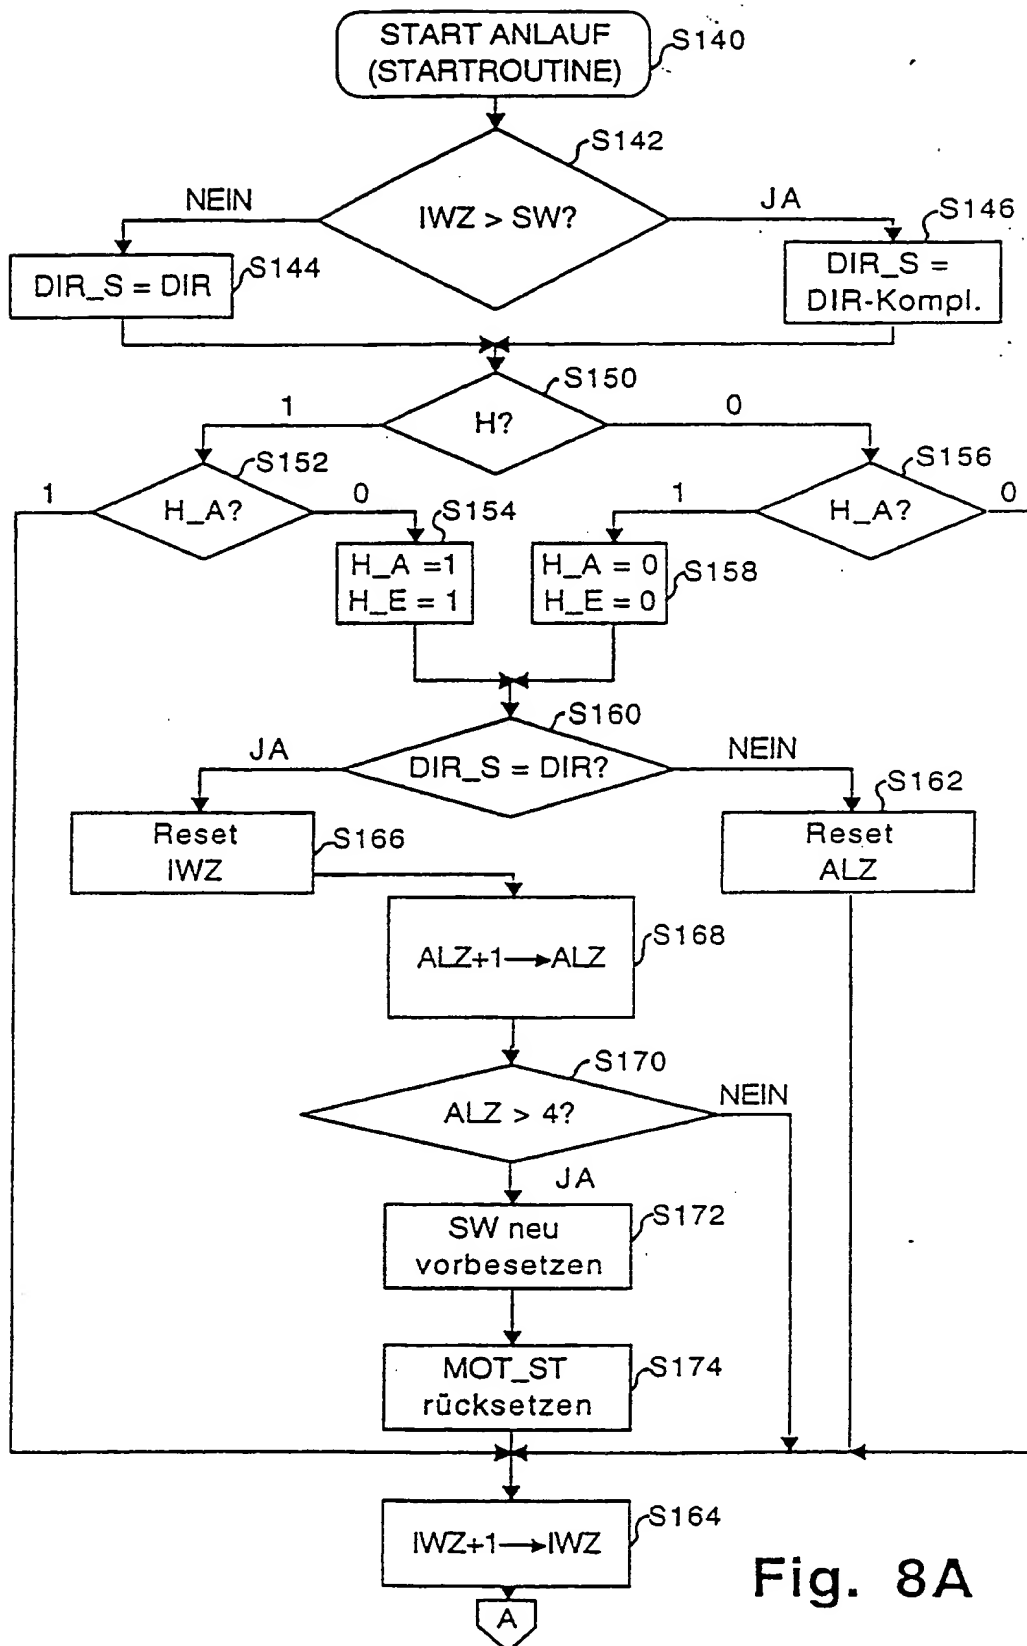 START ANLAUF
(STARTROUTINE)
S140
S142
NEIN
IWZ > SW?
JA
S146
DIR_S = DIR
S144
DIR_S =
DIR-Kompl.
S150
1
H?
0
S152
S156
1
H_A?
0
S154
1
H_A?
0
H_A =1
H_E = 1
H_A = 0
H_E = 0
S158
S160
JA
DIR_S = DIR?
NEIN
S162
Reset
IWZ
S166
Reset
ALZ
ALZ+1→ALZ
S168
S170
ALZ > 4?
NEIN
JA
SW neu
vorbesetzen
S172
MOT_ST
rücksetzen
S174
IWZ+1→IWZ
S164
A
Fig. 8A